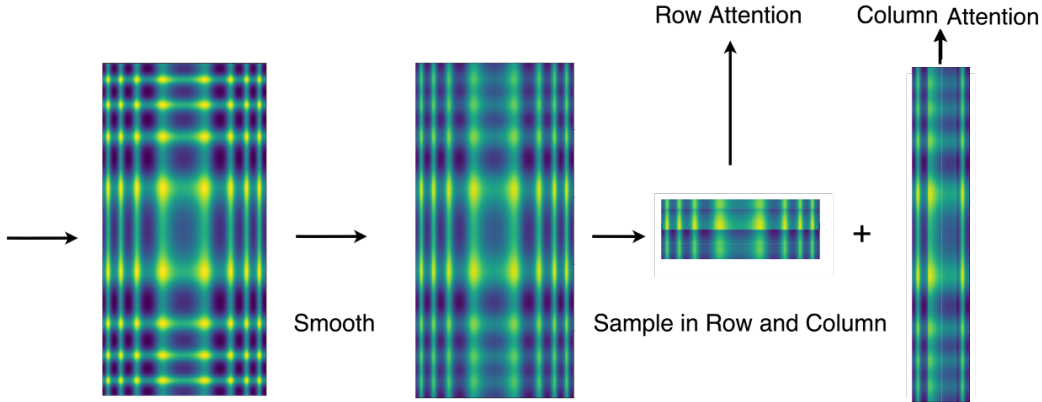 Row Attention
Column Attention
+
Smooth
Sample in Row and Column